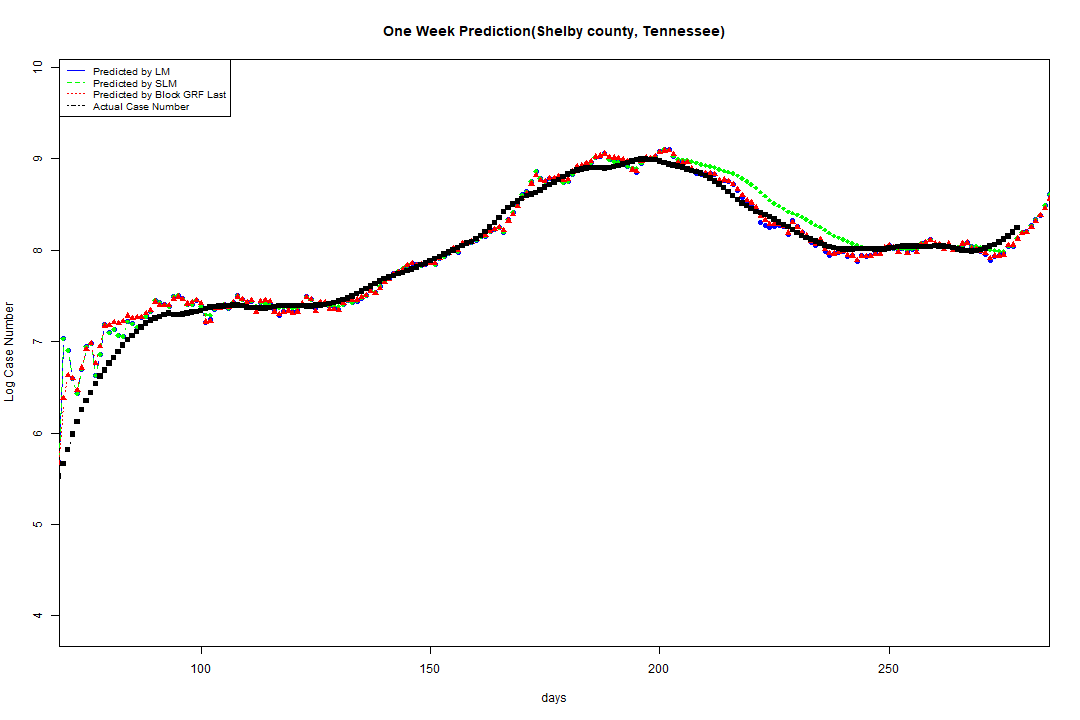 One Week Prediction(Shelby county, Tennessee)
Predicted by LM
Predicted by SLM
Predicted by Block GRF Last
Actual Case Number
10
9
8
7
6
5
4
Log Case Number
100 150 200 250
days